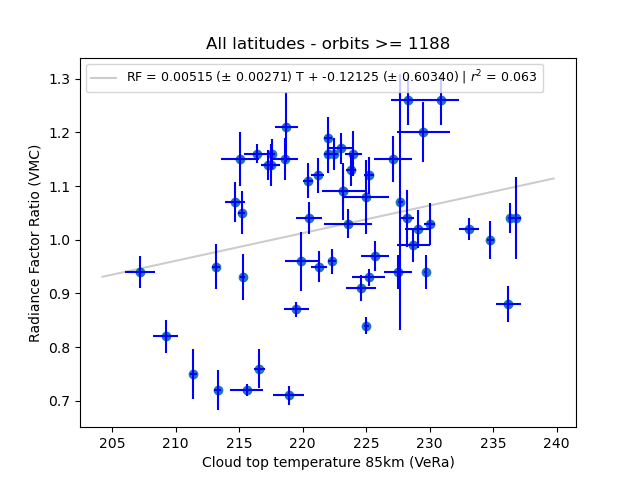 All latitudes - orbits >= 1188
RF = 0.00515 (± 0.00271) T + -0.12125 (± 0.60340) | r² = 0.063
Radiance Factor Ratio (VMC)
1.3
1.2
1.1
1.0
0.9
0.8
0.7
205 210 215 220 225 230 235 240
Cloud top temperature 85km (VeRa)